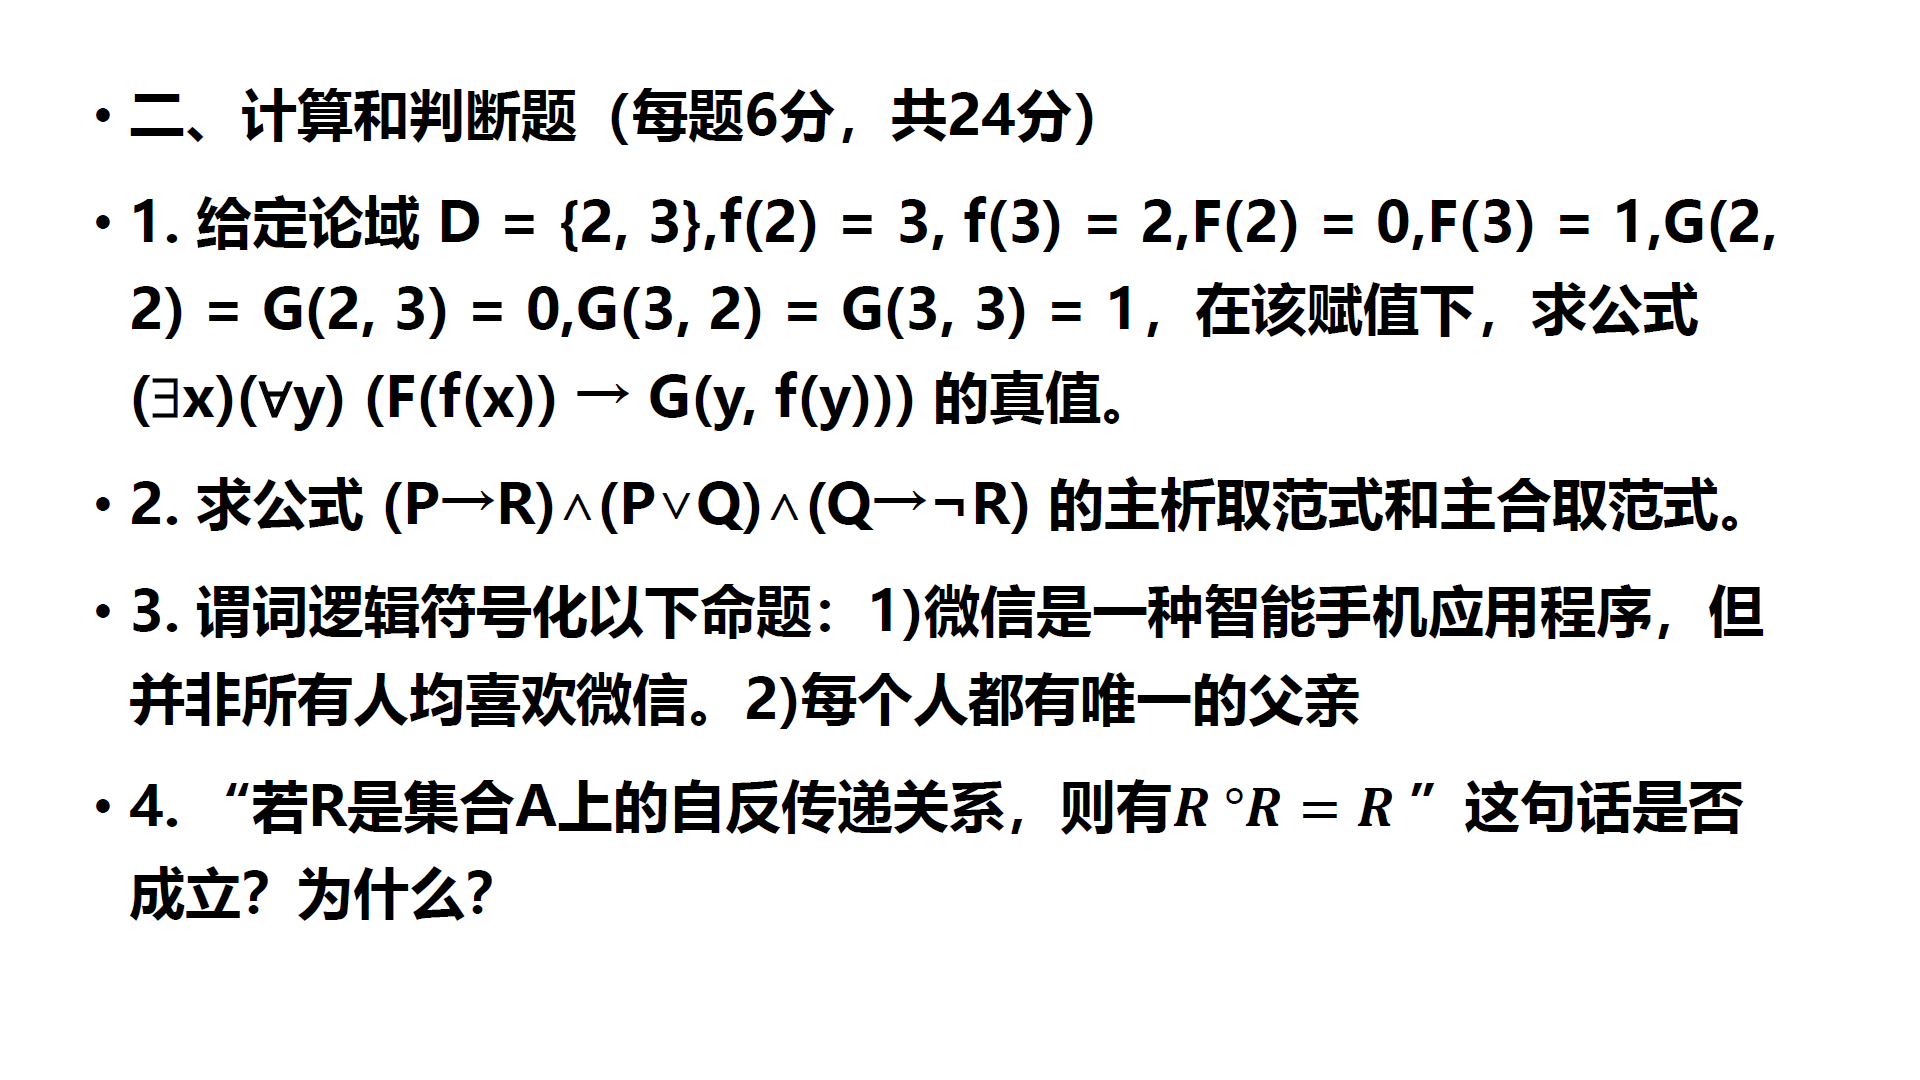 • 二、计算和判断题（每题6分，共24分）
• 1. 给定论域 D = {2, 3},f(2) = 3, f(3) = 2,F(2) = 0,F(3) = 1,G(2,
2) = G(2, 3) = 0,G(3, 2) = G(3, 3) = 1，在该赋值下，求公式
(∃x)(∀y) (F(f(x)) → G(y, f(y))) 的真值。
• 2. 求公式 (P→R)∧(P∨Q)∧(Q→¬R) 的主析取范式和主合取范式。
• 3. 谓词逻辑符号化以下命题：1)微信是一种智能手机应用程序，但
并非所有人均喜欢微信。2)每个人都有唯一的父亲
• 4. “若R是集合A上的自反传递关系，则有R °R = R ”这句话是否
成立？为什么？